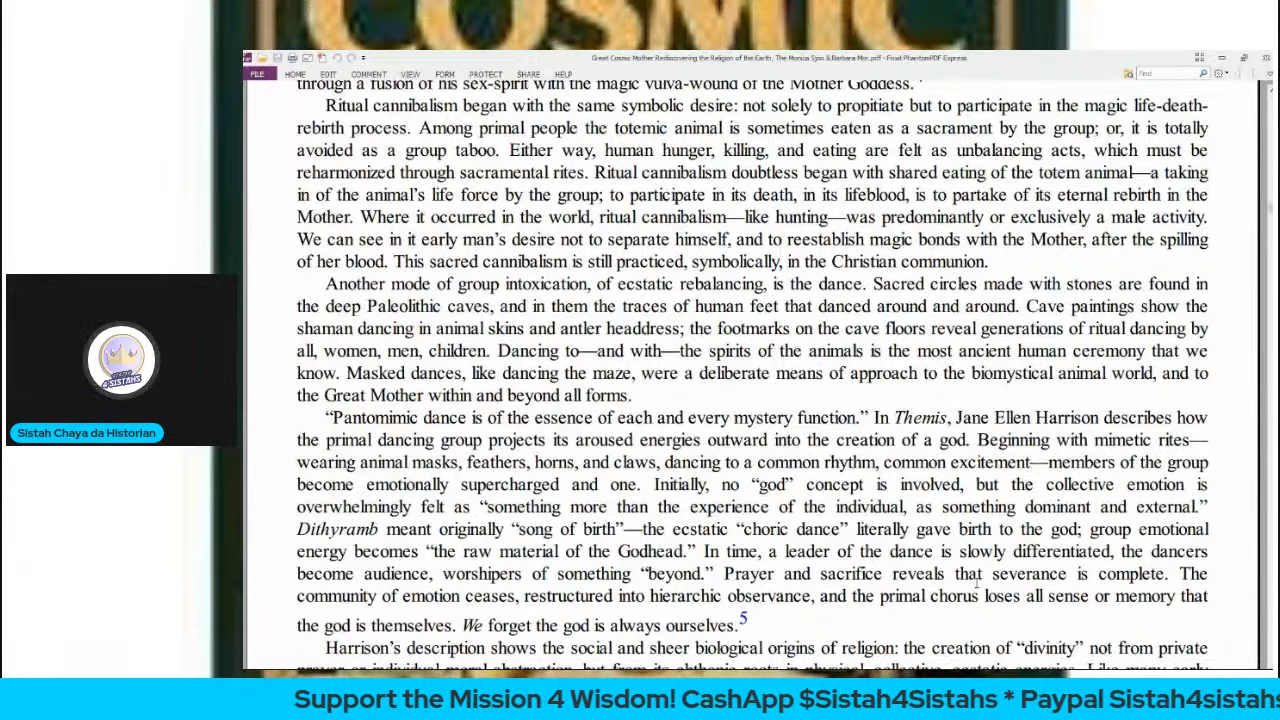 COSMIC
Great Cosmic Mother Rediscovering the Religion of the Earth, The Monica Sjoo & Barbara Mor.pdf - Foxit PhantomPDF Express
FILE HOME EDIT COMMENT VIEW FORM PROTECT SHARE HELP
Find
through a fusion of his sex-spirit with the magic vulva-wound of the Mother Goddess.
Ritual cannibalism began with the same symbolic desire: not solely to propitiate but to participate in the magic life-death-
rebirth process. Among primal people the totemic animal is sometimes eaten as a sacrament by the group; or, it is totally
avoided as a group taboo. Either way, human hunger, killing, and eating are felt as unbalancing acts, which must be
reharmonized through sacramental rites. Ritual cannibalism doubtless began with shared eating of the totem animal—a taking
in of the animal’s life force by the group; to participate in its death, in its lifeblood, is to partake of its eternal rebirth in the
Mother. Where it occurred in the world, ritual cannibalism—like hunting—was predominantly or exclusively a male activity.
We can see in it early man’s desire not to separate himself, and to reestablish magic bonds with the Mother, after the spilling
of her blood. This sacred cannibalism is still practiced, symbolically, in the Christian communion.
Another mode of group intoxication, of ecstatic rebalancing, is the dance. Sacred circles made with stones are found in
the deep Paleolithic caves, and in them the traces of human feet that danced around and around. Cave paintings show the
shaman dancing in animal skins and antler headdress; the footmarks on the cave floors reveal generations of ritual dancing by
all, women, men, children. Dancing to—and with—the spirits of the animals is the most ancient human ceremony that we
know. Masked dances, like dancing the maze, were a deliberate means of approach to the biomystical animal world, and to
the Great Mother within and beyond all forms.
“Pantomimic dance is of the essence of each and every mystery function.” In Themis, Jane Ellen Harrison describes how
the primal dancing group projects its aroused energies outward into the creation of a god. Beginning with mimetic rites—
wearing animal masks, feathers, horns, and claws, dancing to a common rhythm, common excitement—members of the group
become emotionally supercharged and one. Initially, no “god” concept is involved, but the collective emotion is
overwhelmingly felt as “something more than the experience of the individual, as something dominant and external.”
Dithyramb meant originally “song of birth”—the ecstatic “choric dance” literally gave birth to the god; group emotional
energy becomes “the raw material of the Godhead.” In time, a leader of the dance is slowly differentiated, the dancers
become audience, worshipers of something “beyond.” Prayer and sacrifice reveals that severance is complete. The
community of emotion ceases, restructured into hierarchic observance, and the primal chorus loses all sense or memory that
the god is themselves. We forget the god is always ourselves.5
Harrison’s description shows the social and sheer biological origins of religion: the creation of “divinity” not from private
prayer or individual moral abstraction, but from its chthonic roots in physical, collective, ecstatic energies. Like many early
4 SISTAHS
Sistah Chaya da Historian
Support the Mission 4 Wisdom! CashApp $Sistah4Sistahs * Paypal Sistah4sistahs